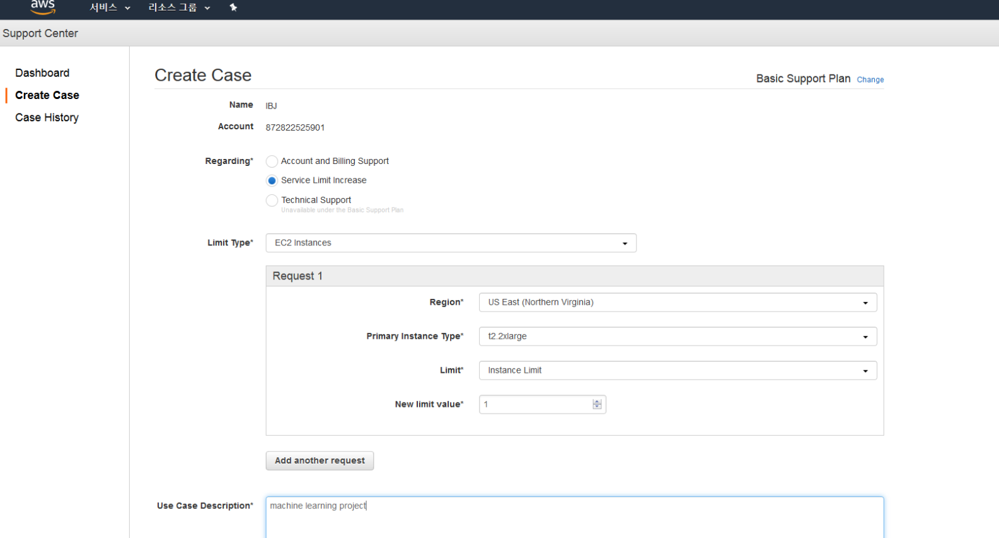 aws 서비스 리소스 그룹
Support Center
Dashboard
Create Case
Case History
Create Case
Basic Support Plan Change
Name IBJ
Account 872822525901
Regarding* Account and Billing Support
Service Limit Increase
Technical Support
Unavailable under the Basic Support Plan
Limit Type* EC2 Instances
Request 1
Region* US East (Northern Virginia)
Primary Instance Type* t2.2xlarge
Limit* Instance Limit
New limit value* 1
Add another request
Use Case Description* machine learning project